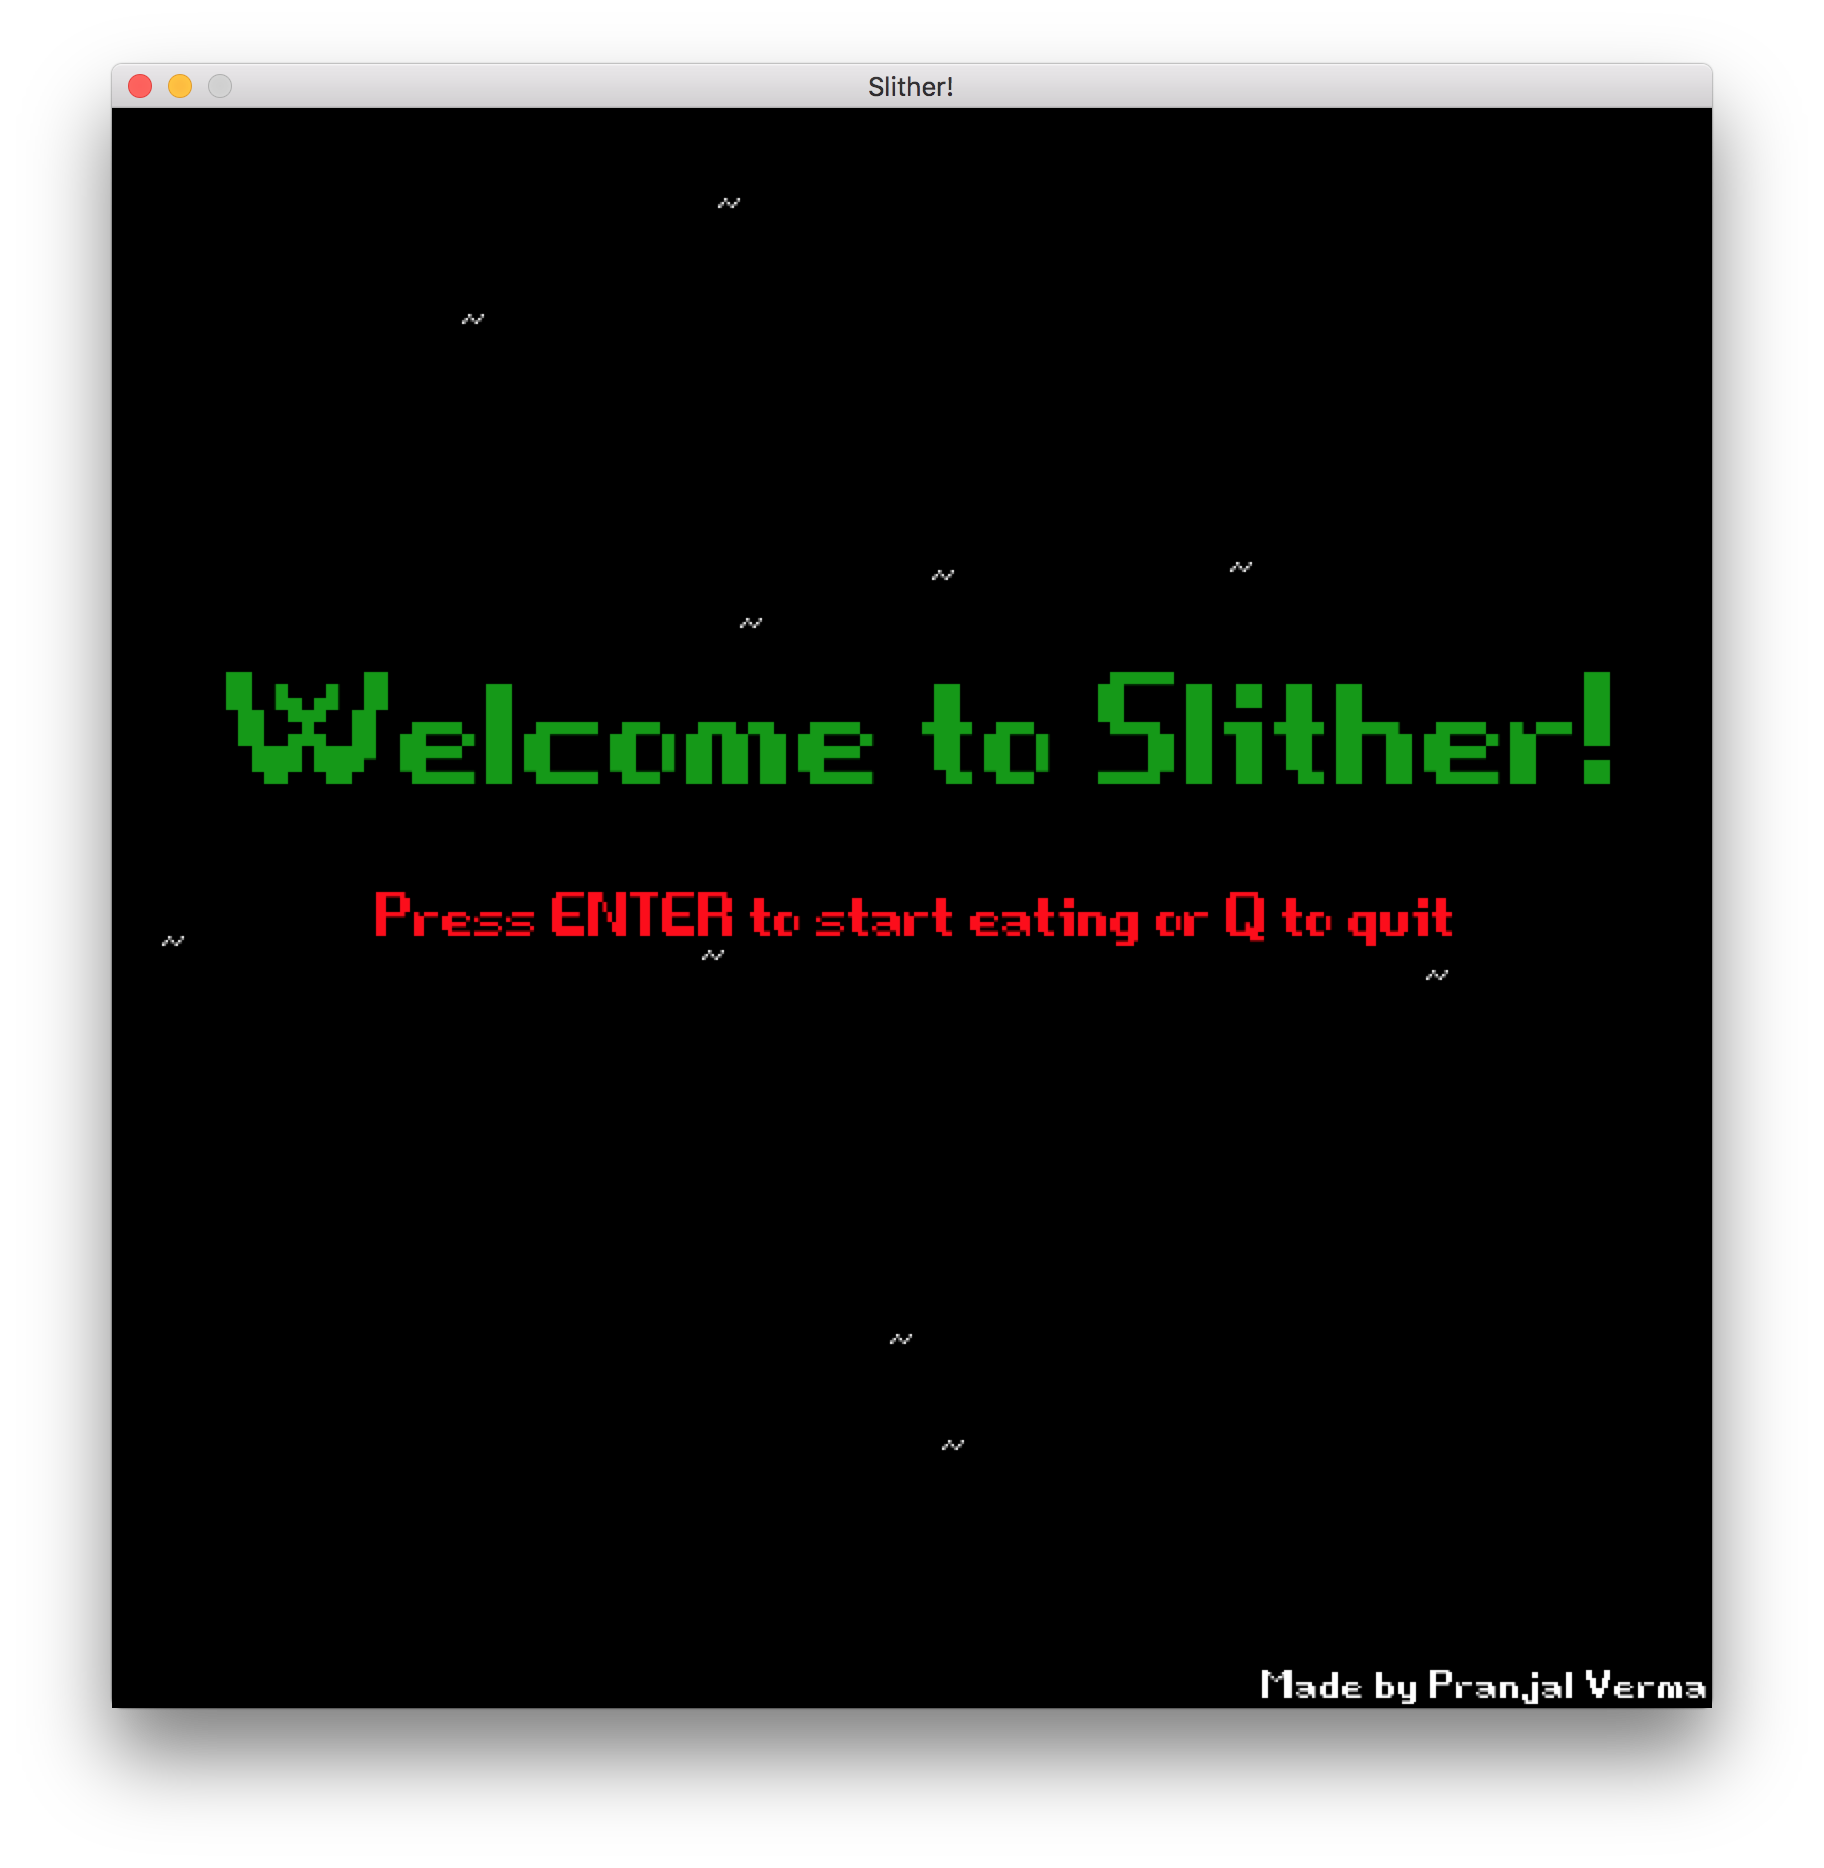 Slither!
~
~
~
~
~
Welcome to Slither!
Press ENTER to start eating or Q to quit
~
~
~
~
~
Made by Pranjal Verma